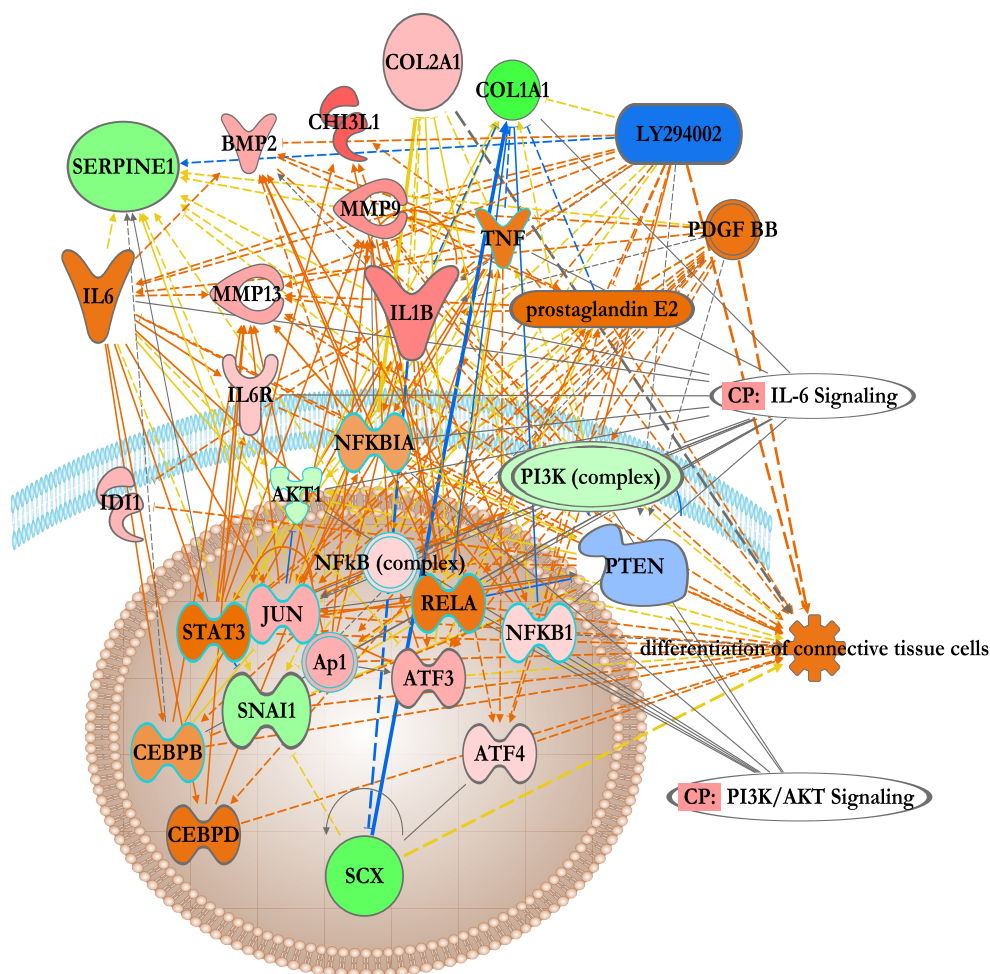 COL2A1
COL1A1
CHI3L1
LY294002
BMP2
SERPINE1
MMP9
PDGF BB
TNF
IL6
MMP13
IL1B
prostaglandin E2
IL6R
CP: IL-6 Signaling
NFKBIA
PI3K (complex)
AKT1
IDI1
NFkB (complex)
PTEN
RELA
JUN
STAT3
NFKB1
differentiation of connective tissue cells
Ap1
ATF3
SNAI1
CEBPB
ATF4
CP: PI3K/AKT Signaling
CEBPD
SCX